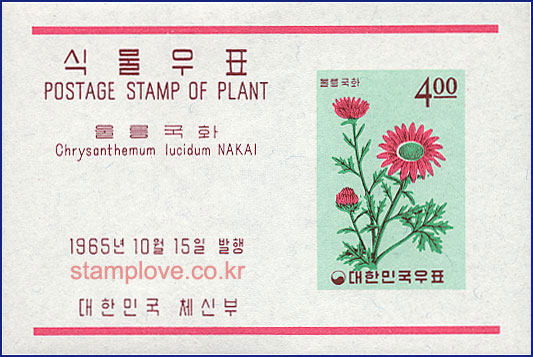 식물우표
POSTAGE STAMP OF PLANT
울릉국화
Chrysanthemum lucidum NAKAI
1965년 10월 15일 발행
stamplove.co.kr
대한민국 체신부
울릉국화
4.00
대한민국우표